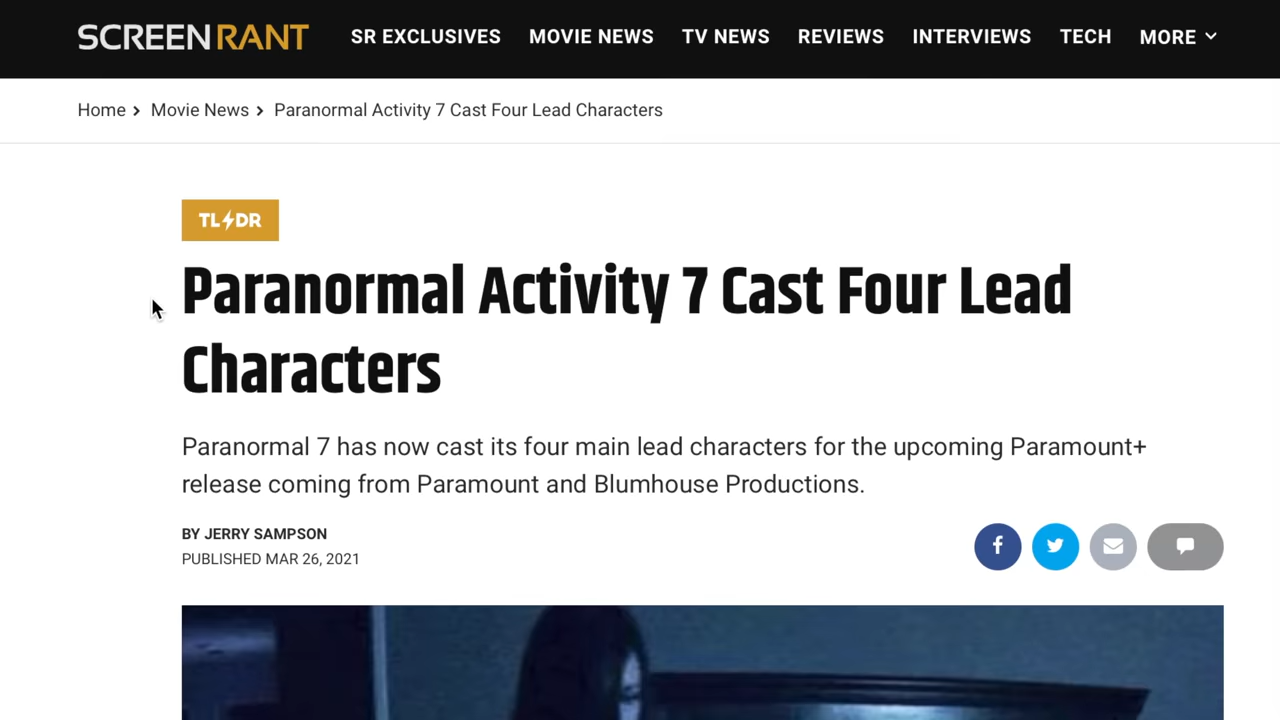 SCREENRANT SR EXCLUSIVES MOVIE NEWS TV NEWS REVIEWS INTERVIEWS TECH MORE
Home > Movie News > Paranormal Activity 7 Cast Four Lead Characters
TL DR
Paranormal Activity 7 Cast Four Lead
Characters
Paranormal 7 has now cast its four main lead characters for the upcoming Paramount+
release coming from Paramount and Blumhouse Productions.
BY JERRY SAMPSON
PUBLISHED MAR 26, 2021